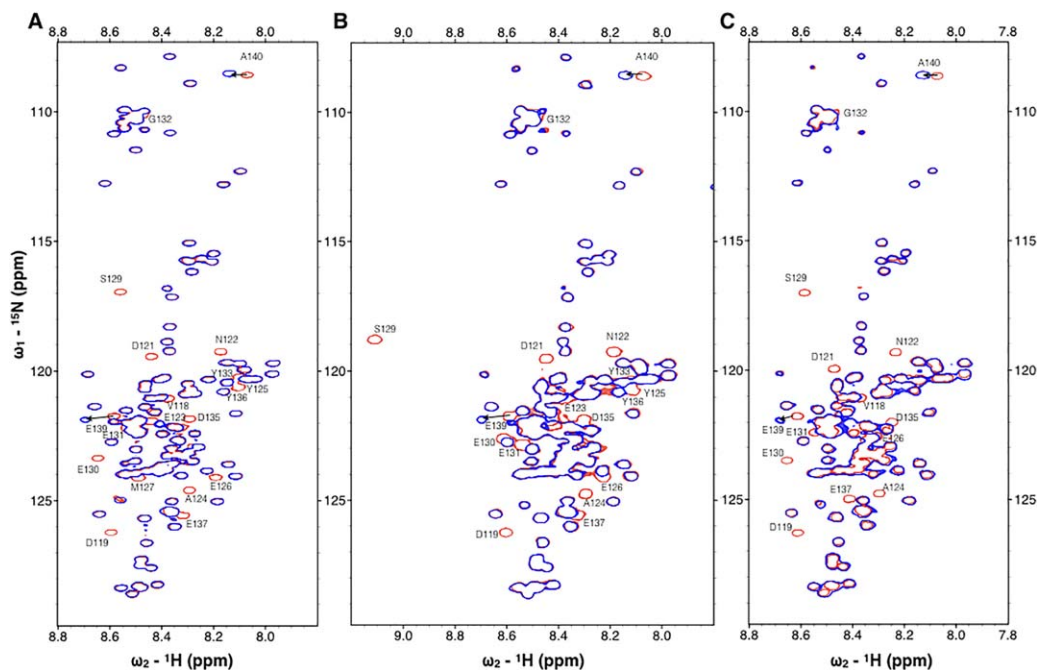 A
B
C
8.8 8.6 8.4 8.2 8.0
9.0 8.8 8.6 8.4 8.2 8.0
8.8 8.6 8.4 8.2 8.0 7.8
A140
G132
S129
N122
D121
Y133
Y125
Y136
V118
E123
D135
E139
E131
E130
M127
E126
A124
E137
D119
A140
G132
S129
D121
N122
Y133
Y125
Y136
E123
D135
E139
E130
E131
E126
A124
E137
D119
A140
G132
S129
N122
D121
V118
D135
E139
E131
E126
E130
E137
A124
D119
110
115
120
125
110
115
120
125
110
115
120
125
ω₁ - ¹⁵N (ppm)
8.8 8.6 8.4 8.2 8.0
9.0 8.8 8.6 8.4 8.2 8.0
8.8 8.6 8.4 8.2 8.0 7.8
ω₂ - ¹H (ppm)
ω₂ - ¹H (ppm)
ω₂ - ¹H (ppm)